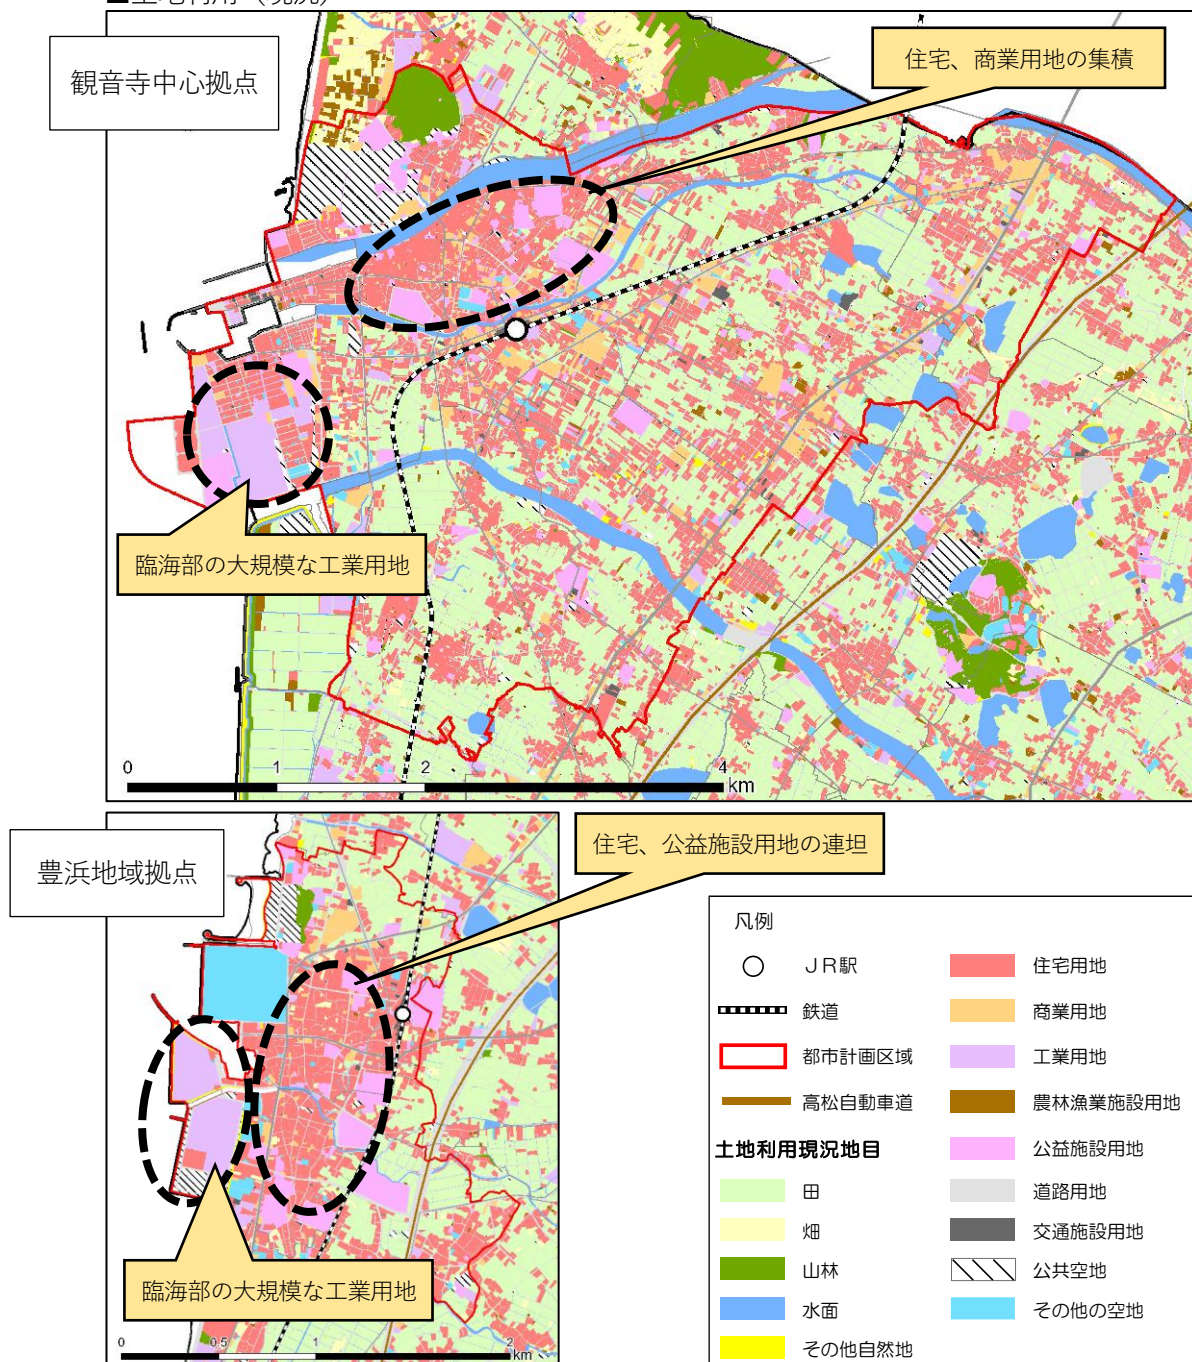 観音寺中心拠点
住宅、商業用地の集積
臨海部の大規模な工業用地
0 1 2 4
km
豊浜地域拠点
住宅、公益施設用地の連坦
臨海部の大規模な工業用地
0 0.5 1 2
km
凡例
JR駅
鉄道
都市計画区域
高松自動車道
土地利用現況地目
田
畑
山林
水面
その他自然地
住宅用地
商業用地
工業用地
農林漁業施設用地
公益施設用地
道路用地
交通施設用地
公共空地
その他の空地